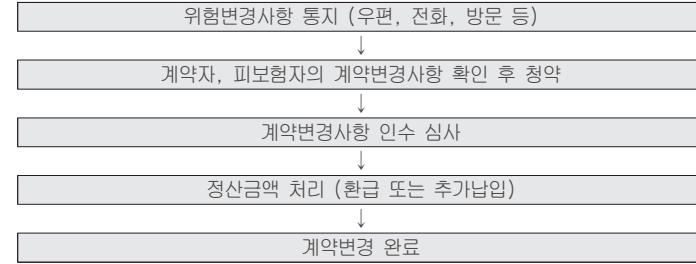 위험변경사항 통지 (우편, 전화, 방문 등)
↓
계약자, 피보험자의 계약변경사항 확인 후 청약
↓
계약변경사항 인수 심사
↓
정산금액 처리 (환급 또는 추가납입)
↓
계약변경 완료